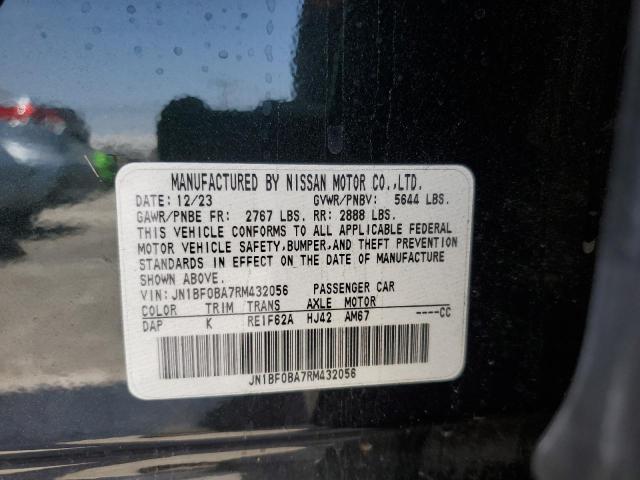 MANUFACTURED BY NISSAN MOTOR CO.,LTD.
DATE: 12/23 GVWR/PNBV: 5644 LBS.
GAWR/PNBE FR: 2767 LBS. RR: 2888 LBS.
THIS VEHICLE CONFORMS TO ALL APPLICABLE FEDERAL
MOTOR VEHICLE SAFETY,BUMPER,AND THEFT PREVENTION
STANDARDS IN EFFECT ON THE DATE OF MANUFACTURE
SHOWN ABOVE.
VIN: JN1BF0BA7RM432056 PASSENGER CAR
COLOR TRIM TRANS AXLE MOTOR
DAP K RE1F62A HJ42 AM67 ----CC
JN1BF0BA7RM432056